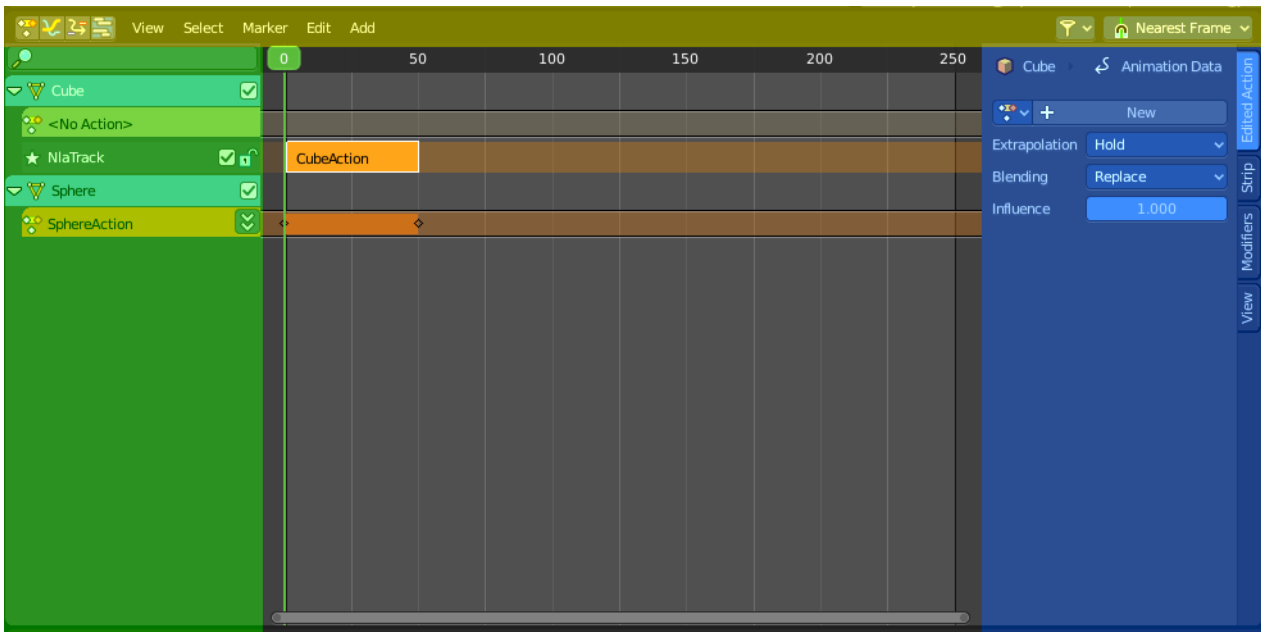 View Select Marker Edit Add Nearest Frame
0 50 100 150 200 250
Cube Animation Data
Cube
<No Action> New
NlaTrack CubeAction Extrapolation Hold
Sphere Blending Replace
SphereAction Influence 1.000
Edited Action
Strip
Modifiers
View